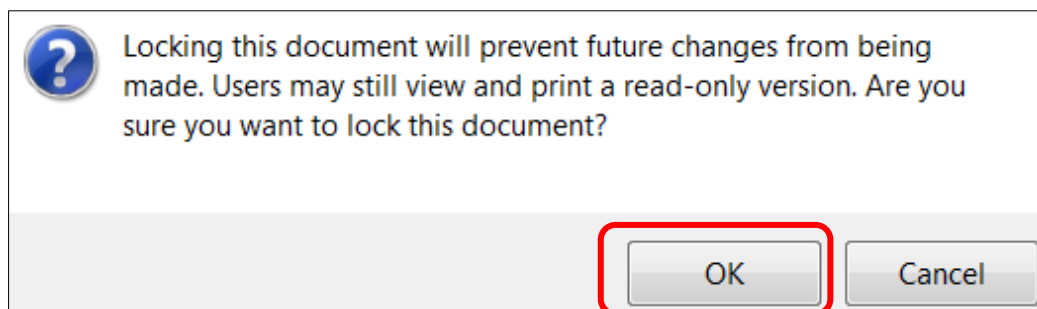 Locking this document will prevent future changes from being
made. Users may still view and print a read-only version. Are you
sure you want to lock this document?
OK Cancel